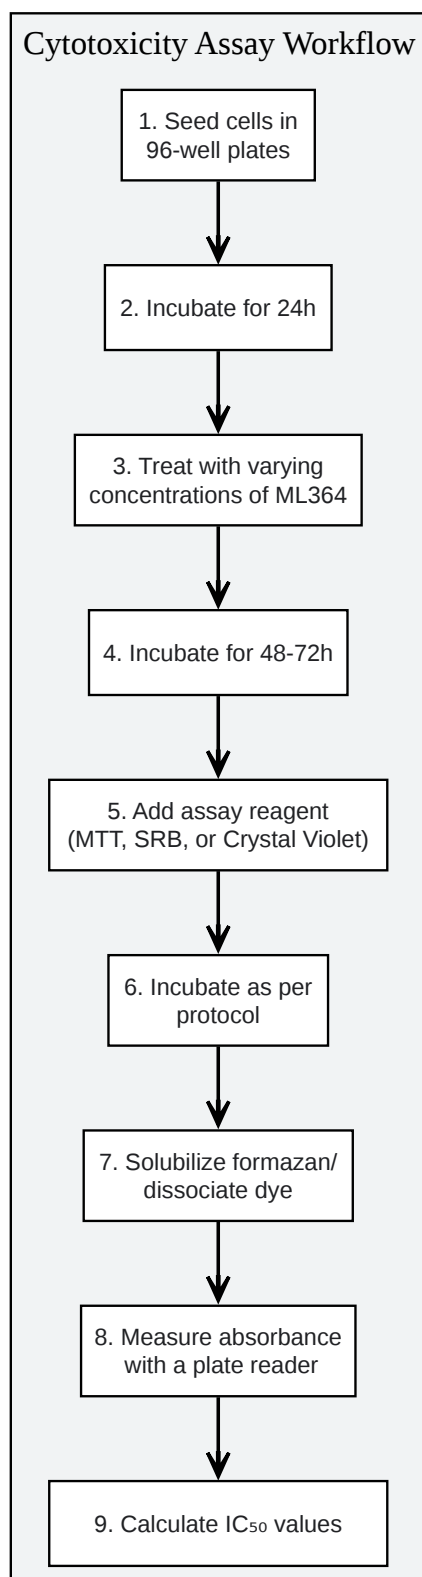 Cytotoxicity Assay Workflow
1. Seed cells in
96-well plates
2. Incubate for 24h
3. Treat with varying
concentrations of ML364
4. Incubate for 48-72h
5. Add assay reagent
(MTT, SRB, or Crystal Violet)
6. Incubate as per
protocol
7. Solubilize formazan/
dissociate dye
8. Measure absorbance
with a plate reader
9. Calculate IC₅₀ values